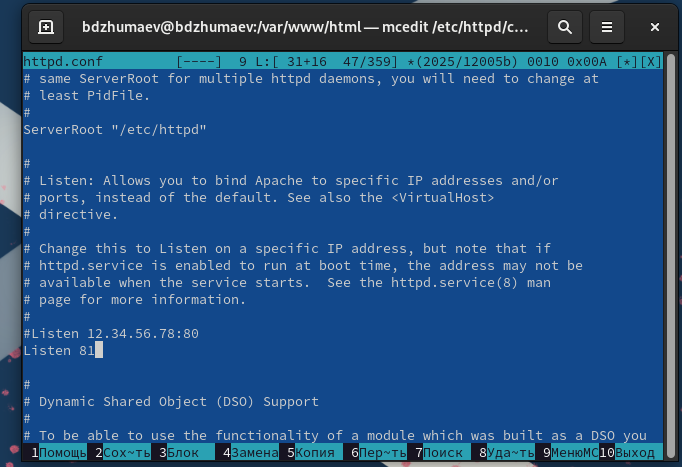 bdzhumaev@bdzhumaev:/var/www/html — mcedit /etc/httpd/c…
httpd.conf [----] 9 L:[ 31+16 47/359] *(2025/12005b) 0010 0x00A [*][X]
# same ServerRoot for multiple httpd daemons, you will need to change at
# least PidFile.
#
ServerRoot "/etc/httpd"
#
# Listen: Allows you to bind Apache to specific IP addresses and/or
# ports, instead of the default. See also the <VirtualHost>
# directive.
#
# Change this to Listen on a specific IP address, but note that if
# httpd.service is enabled to run at boot time, the address may not be
# available when the service starts.  See the httpd.service(8) man
# page for more information.
#
#Listen 12.34.56.78:80
Listen 81
#
# Dynamic Shared Object (DSO) Support
#
# To be able to use the functionality of a module which was built as a DSO you
1Помощь 2Сох~ть 3Блок 4Замена 5Копия 6Пер~ть 7Поиск 8Уда~ть 9МенюMC 10Выход